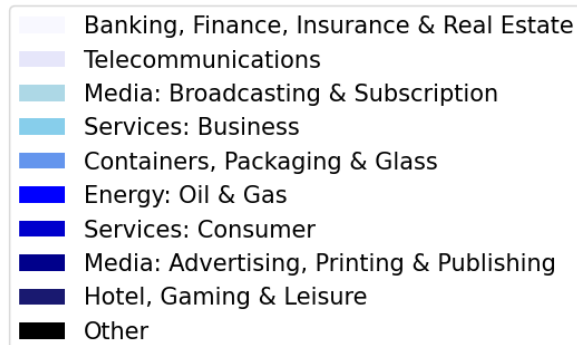 Banking, Finance, Insurance & Real Estate
Telecommunications
Media: Broadcasting & Subscription
Services: Business
Containers, Packaging & Glass
Energy: Oil & Gas
Services: Consumer
Media: Advertising, Printing & Publishing
Hotel, Gaming & Leisure
Other